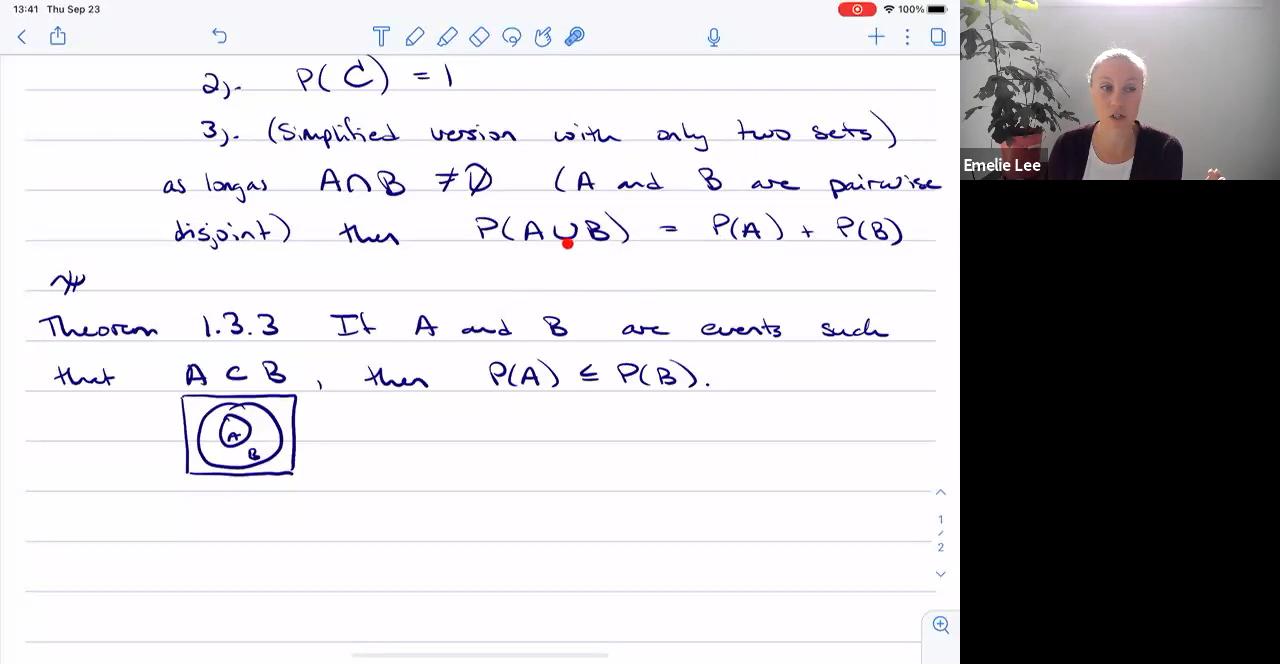 13:41 Thu Sep 23
100%
2). P(C) = 1
3). (Simplified version with only two sets)
as long as A∩B ≠ Ø (A and B are pairwise
disjoint) then P(A∪B) = P(A) + P(B)
Theorem 1.3.3 If A and B are events such
that A ⊂ B, then P(A) ≤ P(B).
A
B
1
2
Emelie Lee